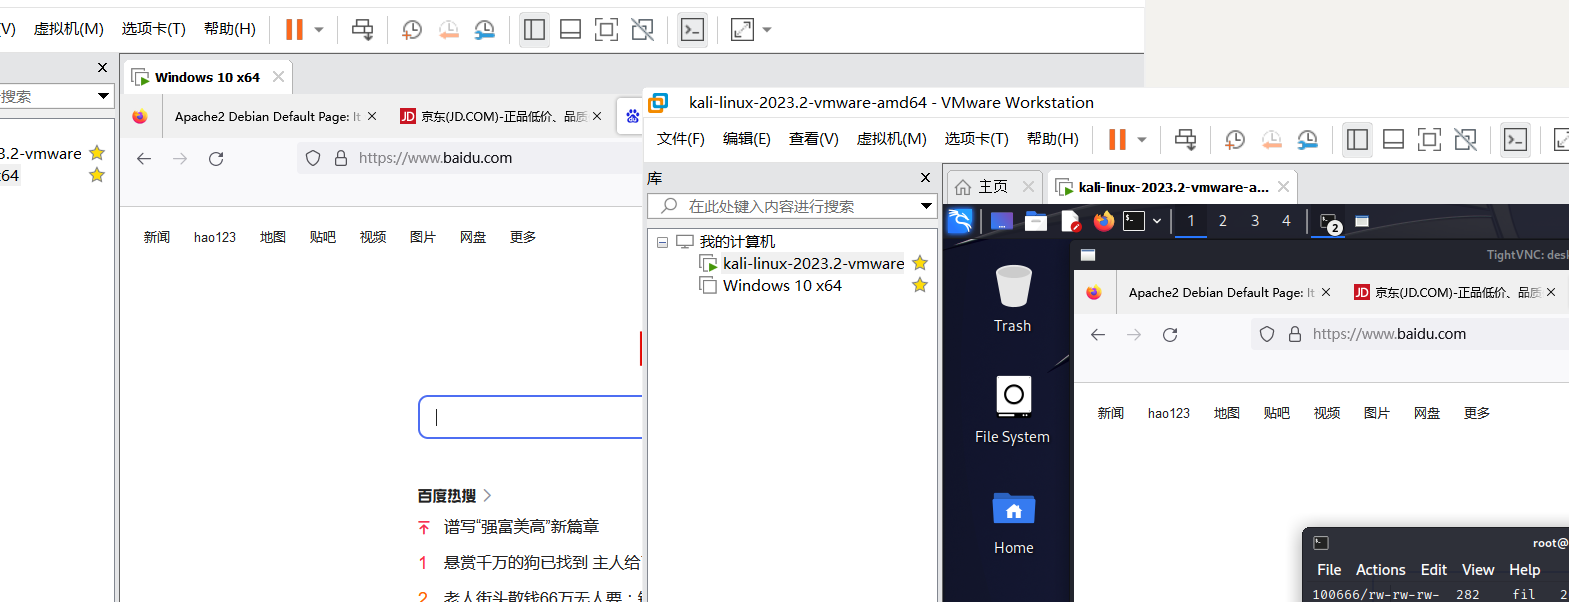 V) 虚拟机(M) 选项卡(T) 帮助(H)
搜索
3.2-vmware
64
Windows 10 x64
Apache2 Debian Default Page: It
JD 京东(JD.COM)-正品低价、品质
https://www.baidu.com
新闻 hao123 地图 贴吧 视频 图片 网盘 更多
百度热搜
谱写“强富美高”新篇章
1 悬赏千万的狗已找到 主人给
2 老人街头散钱66万无人要：
kali-linux-2023.2-vmware-amd64 - VMware Workstation
文件(F) 编辑(E) 查看(V) 虚拟机(M) 选项卡(T) 帮助(H)
库
在此处键入内容进行搜索
我的计算机
kali-linux-2023.2-vmware
Windows 10 x64
主页 kali-linux-2023.2-vmware-a...
1 2 3 4 2
Trash
File System
Home
TightVNC: desk
Apache2 Debian Default Page: It
JD 京东(JD.COM)-正品低价、品质
https://www.baidu.com
新闻 hao123 地图 贴吧 视频 图片 网盘 更多
root@
File Actions Edit View Help
100666/rw-rw-rw- 282 fil 2